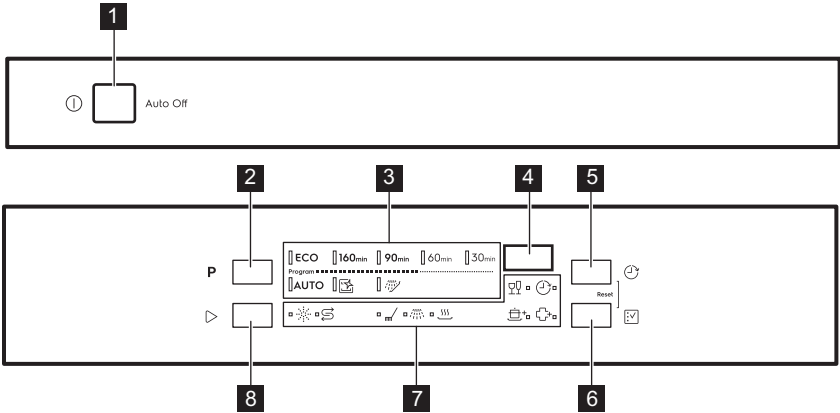 1
Auto Off
2 3 4 5
P
ECO 160min 90min 60min 30min
Program
AUTO
Reset
8 7 6